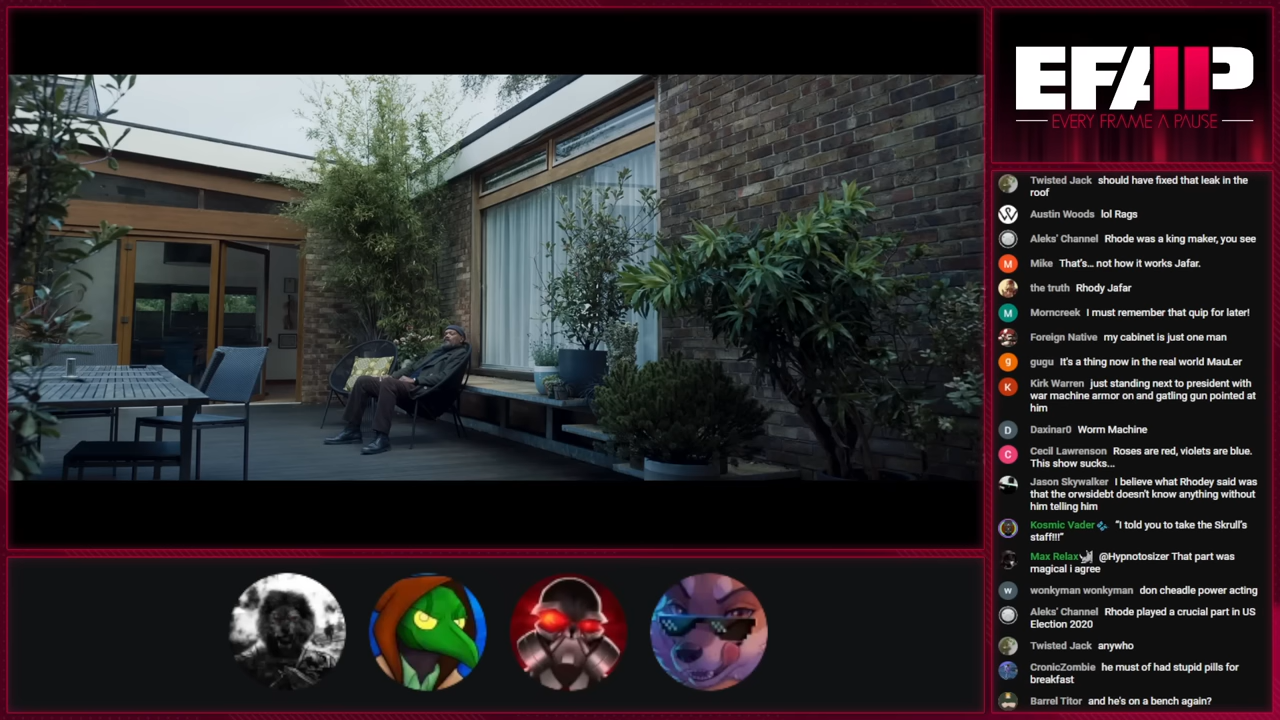 EFAP
EVERY FRAME A PAUSE
Twisted Jack should have fixed that leak in the
roof
Austin Woods lol Rags
Aleks' Channel Rhode was a king maker, you see
M Mike That's... not how it works Jafar.
the truth Rhody Jafar
M Morncreek I must remember that quip for later!
Foreign Native my cabinet is just one man
g gugu It's a thing now in the real world MauLer
K Kirk Warren just standing next to president with
war machine armor on and gatling gun pointed at
him
D Daxinar0 Worm Machine
C Cecil Lawrenson Roses are red, violets are blue.
This show sucks...
Jason Skywalker I believe what Rhodey said was
that the orwsidebt doesn't know anything without
him telling him
Kosmic Vader "I told you to take the Skrull's
staff!!!"
Max Relax @Hypnotosizer That part was
magical i agree
w wonkyman wonkyman don cheadle power acting
Aleks' Channel Rhode played a crucial part in US
Election 2020
Twisted Jack anywho
CronicZombie he must of had stupid pills for
breakfast
Barrel Titor and he's on a bench again?